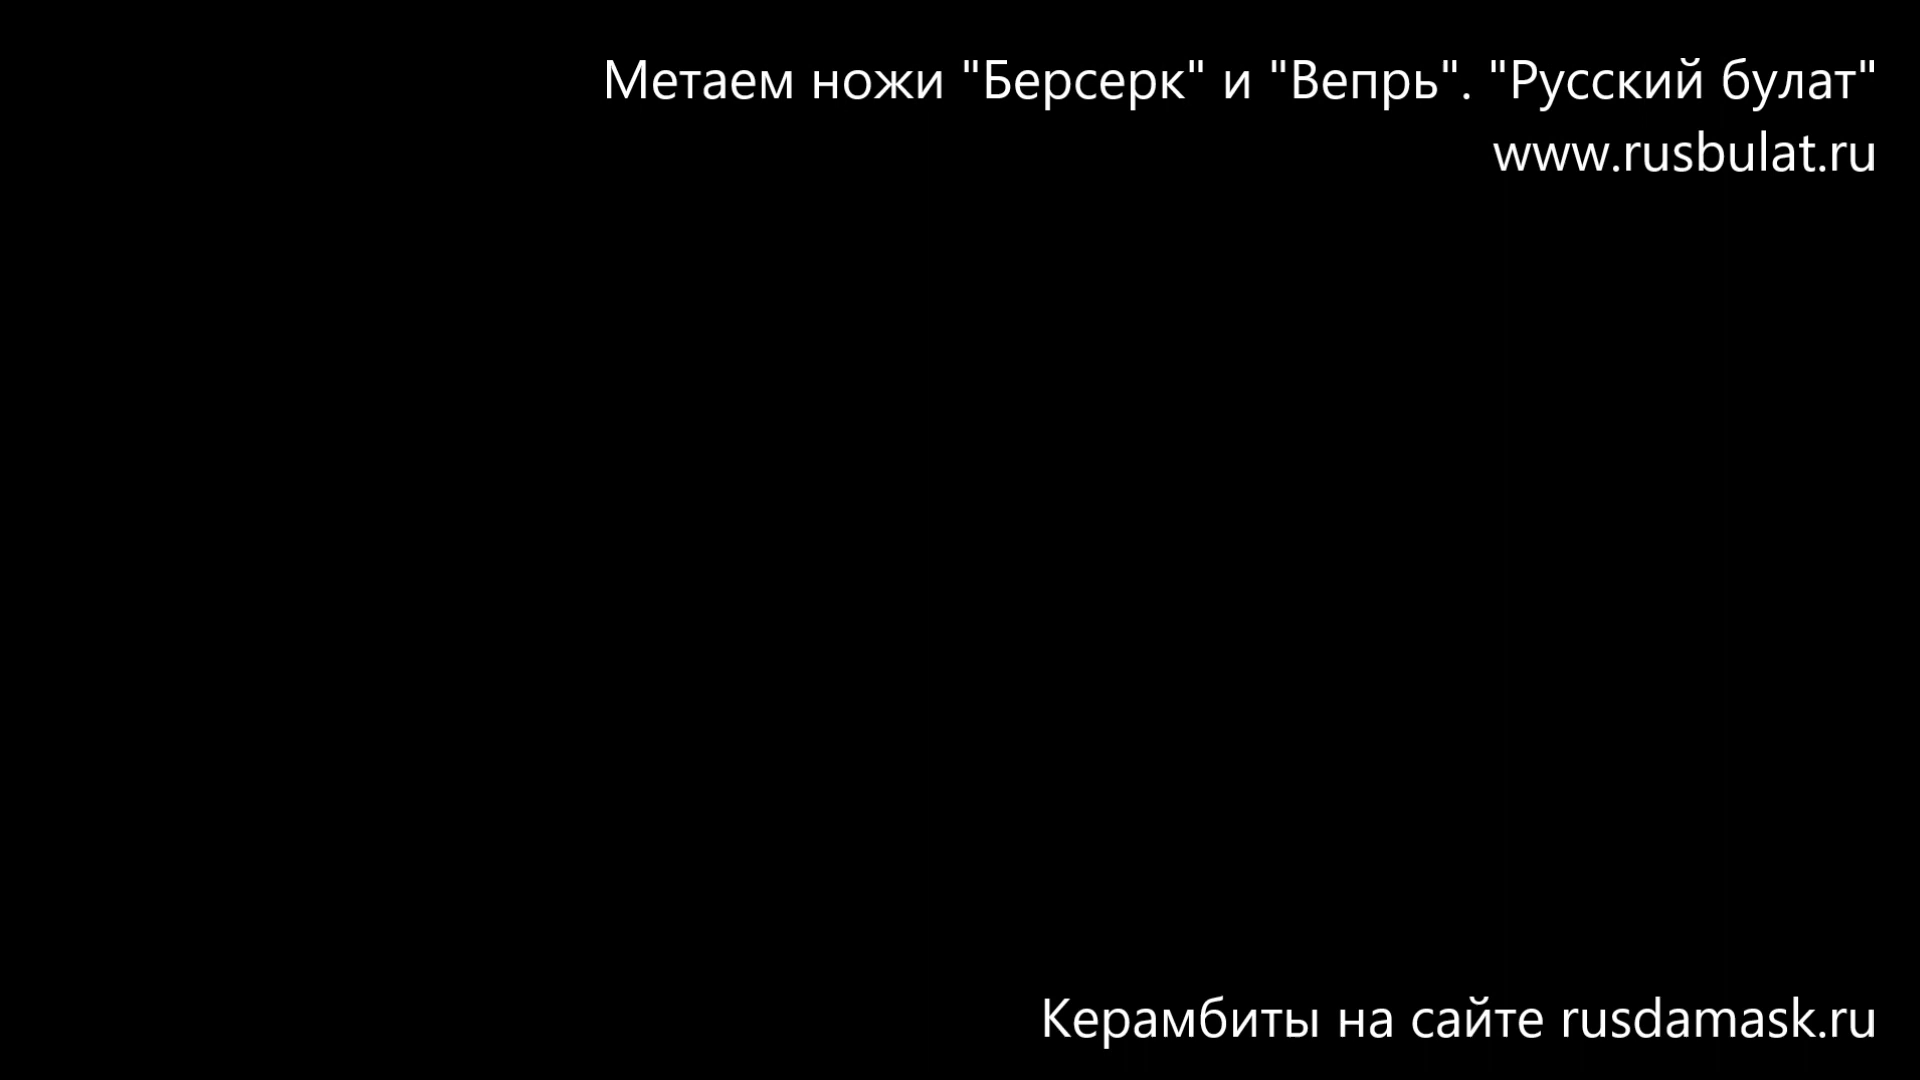 Метаем ножи "Берсерк" и "Вепрь". "Русский булат"
www.rusbulat.ru
Керамбиты на сайте rusdamask.ru